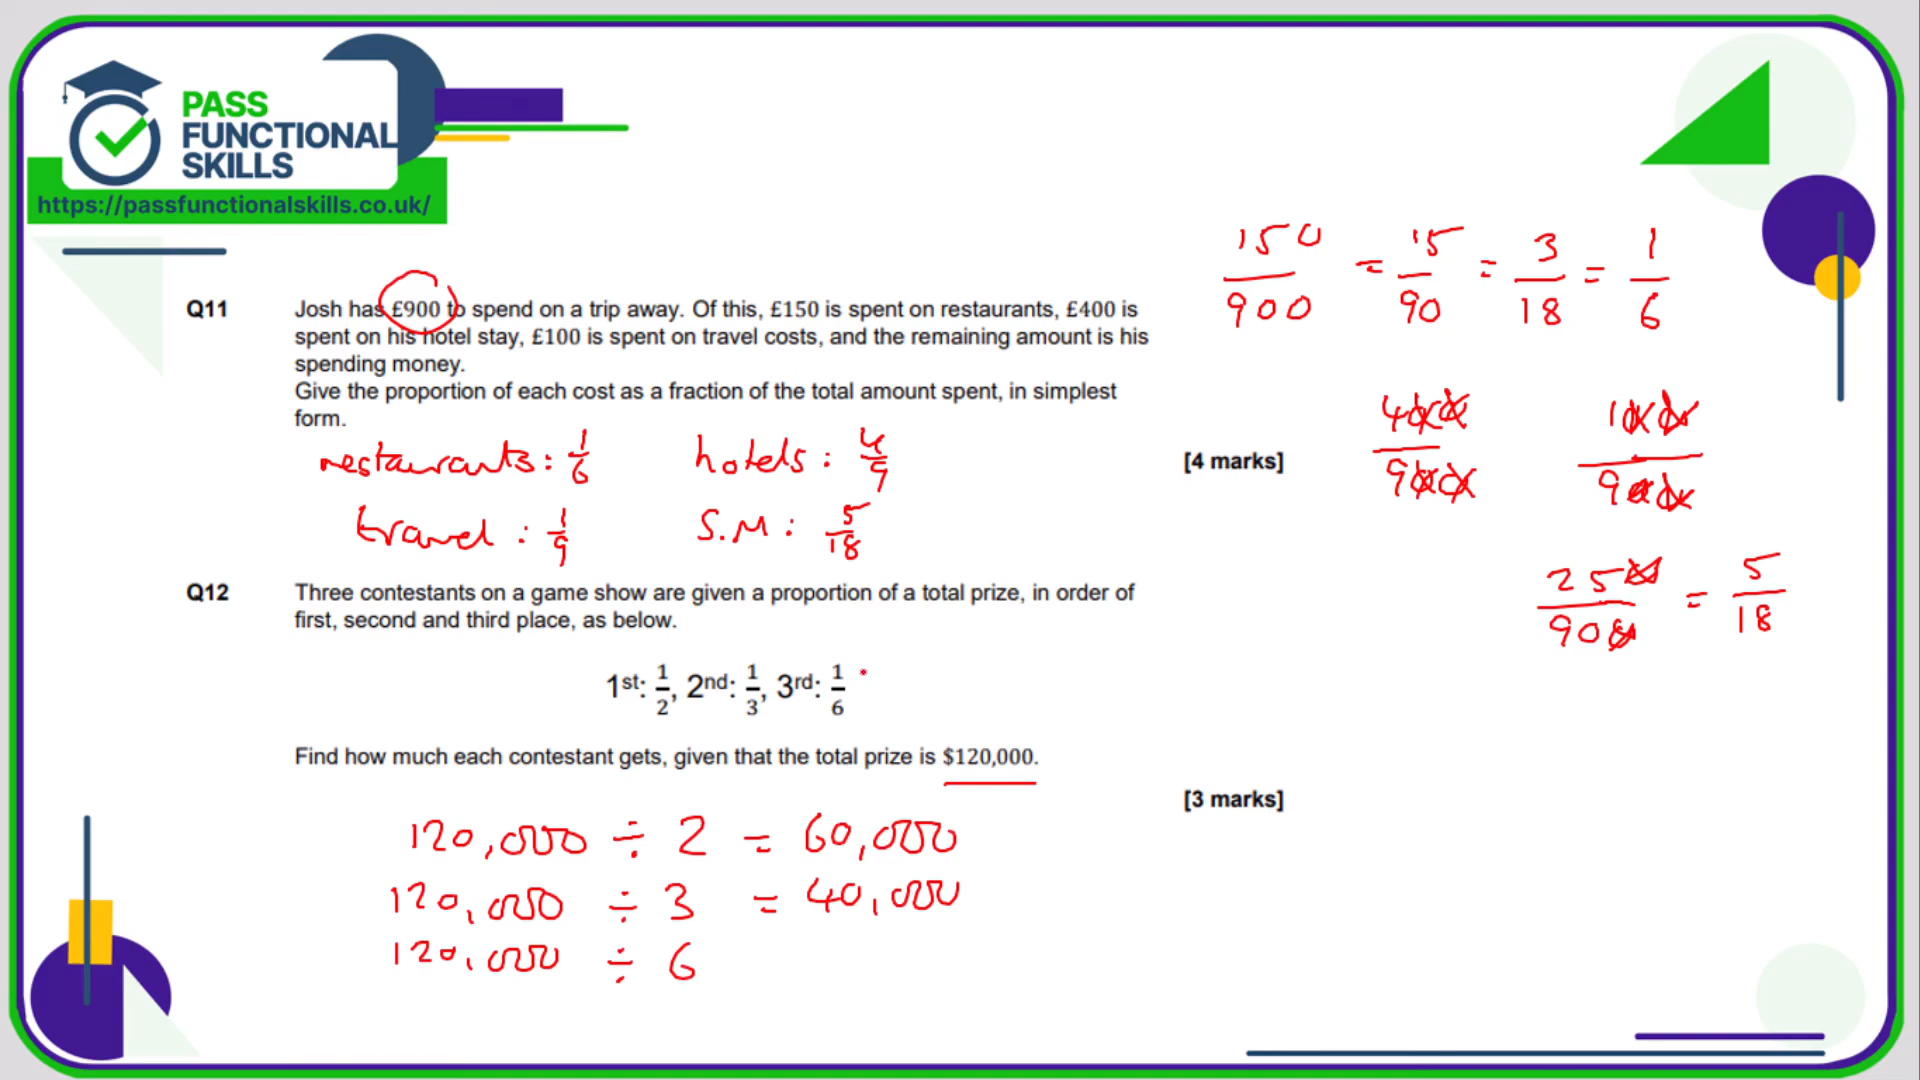 PASS
FUNCTIONAL
SKILLS
https://passfunctionalskills.co.uk/
150/900 = 15/90 = 3/18 = 1/6
Q11 Josh has £900 to spend on a trip away. Of this, £150 is spent on restaurants, £400 is
spent on his hotel stay, £100 is spent on travel costs, and the remaining amount is his
spending money.
Give the proportion of each cost as a fraction of the total amount spent, in simplest
form.
400/900 100/900
restaurants: 1/6 hotels: 4/9
[4 marks]
travel: 1/9 S.M: 5/18
250/900 = 5/18
Q12 Three contestants on a game show are given a proportion of a total prize, in order of
first, second and third place, as below.
1st: 1/2, 2nd: 1/3, 3rd: 1/6
Find how much each contestant gets, given that the total prize is $120,000.
[3 marks]
120,000 ÷ 2 = 60,000
120,000 ÷ 3 = 40,000
120,000 ÷ 6